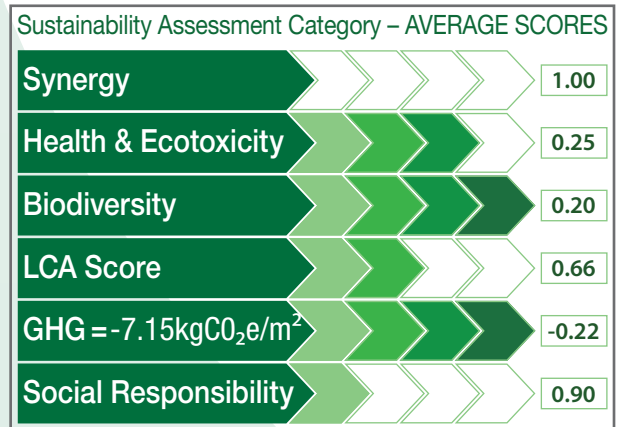 Sustainability Assessment Category – AVERAGE SCORES
Synergy 1.00
Health & Ecotoxicity 0.25
Biodiversity 0.20
LCA Score 0.66
GHG = -7.15kgCO₂e/m² -0.22
Social Responsibility 0.90